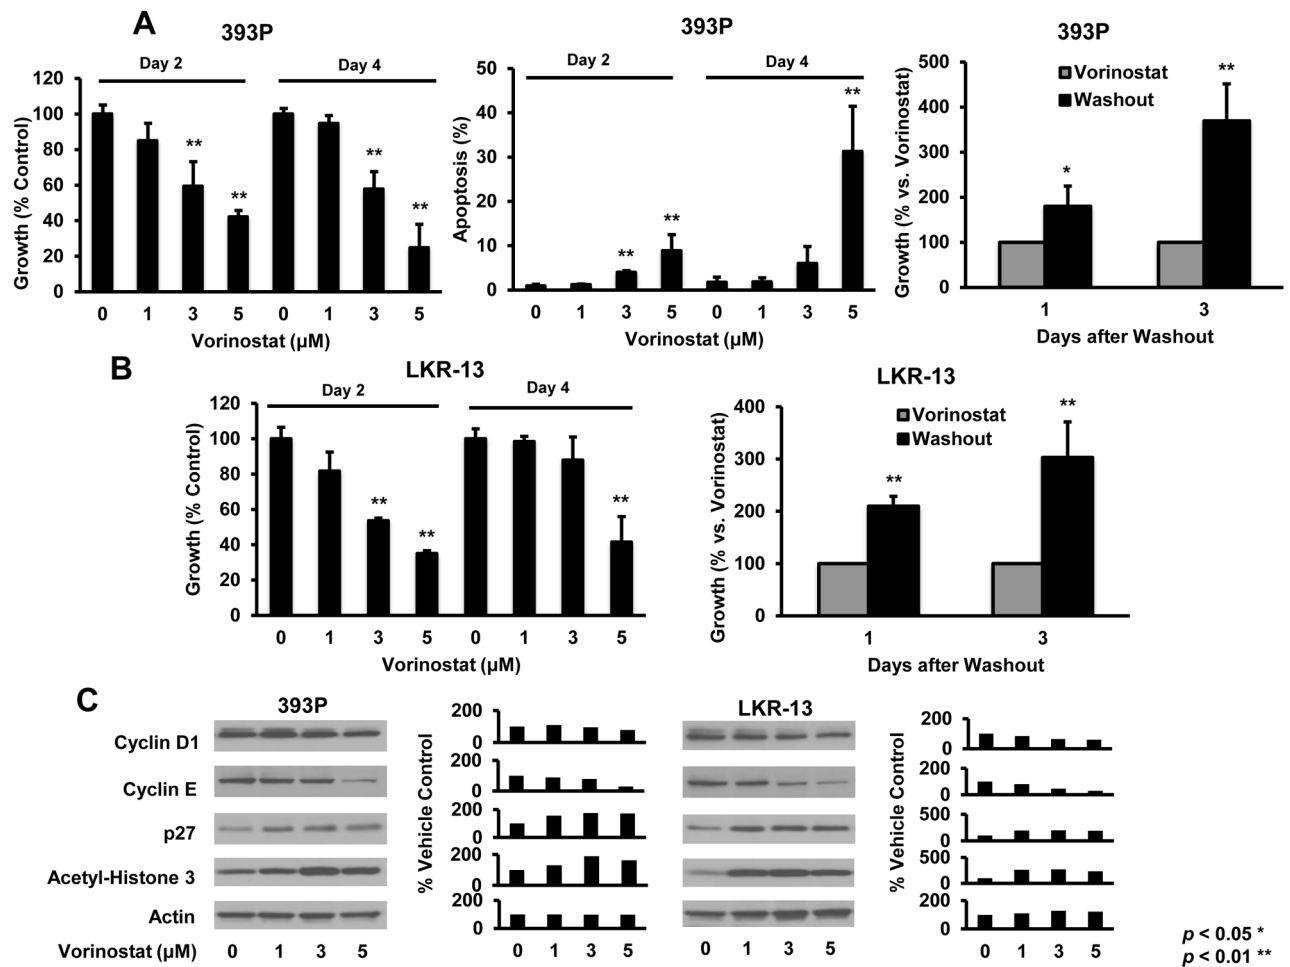 A
393P
Day 2
Day 4
Growth (% Control)
120
100
80
60
40
20
0
**
**
**
**
0 1 3 5 0 1 3 5
Vorinostat (µM)
393P
Day 2
Day 4
Apoptosis (%)
50
40
30
20
10
0
**
**
**
0 1 3 5 0 1 3 5
Vorinostat (µM)
393P
Vorinostat
Washout
Growth (% vs. Vorinostat)
500
400
300
200
100
0
*
**
1 3
Days after Washout
B
LKR-13
Day 2
Day 4
Growth (% Control)
120
100
80
60
40
20
0
**
**
**
0 1 3 5 0 1 3 5
Vorinostat (µM)
LKR-13
Vorinostat
Washout
Growth (% vs. Vorinostat)
400
300
200
100
0
**
**
1 3
Days after Washout
C
393P
Cyclin D1
Cyclin E
p27
Acetyl-Histone 3
Actin
Vorinostat (µM) 0 1 3 5
% Vehicle Control
200
0
200
0
200
0
200
0
200
0
0 1 3 5
LKR-13
0 1 3 5
% Vehicle Control
200
0
200
0
500
0
500
0
200
0
0 1 3 5
p < 0.05 *
p < 0.01 **